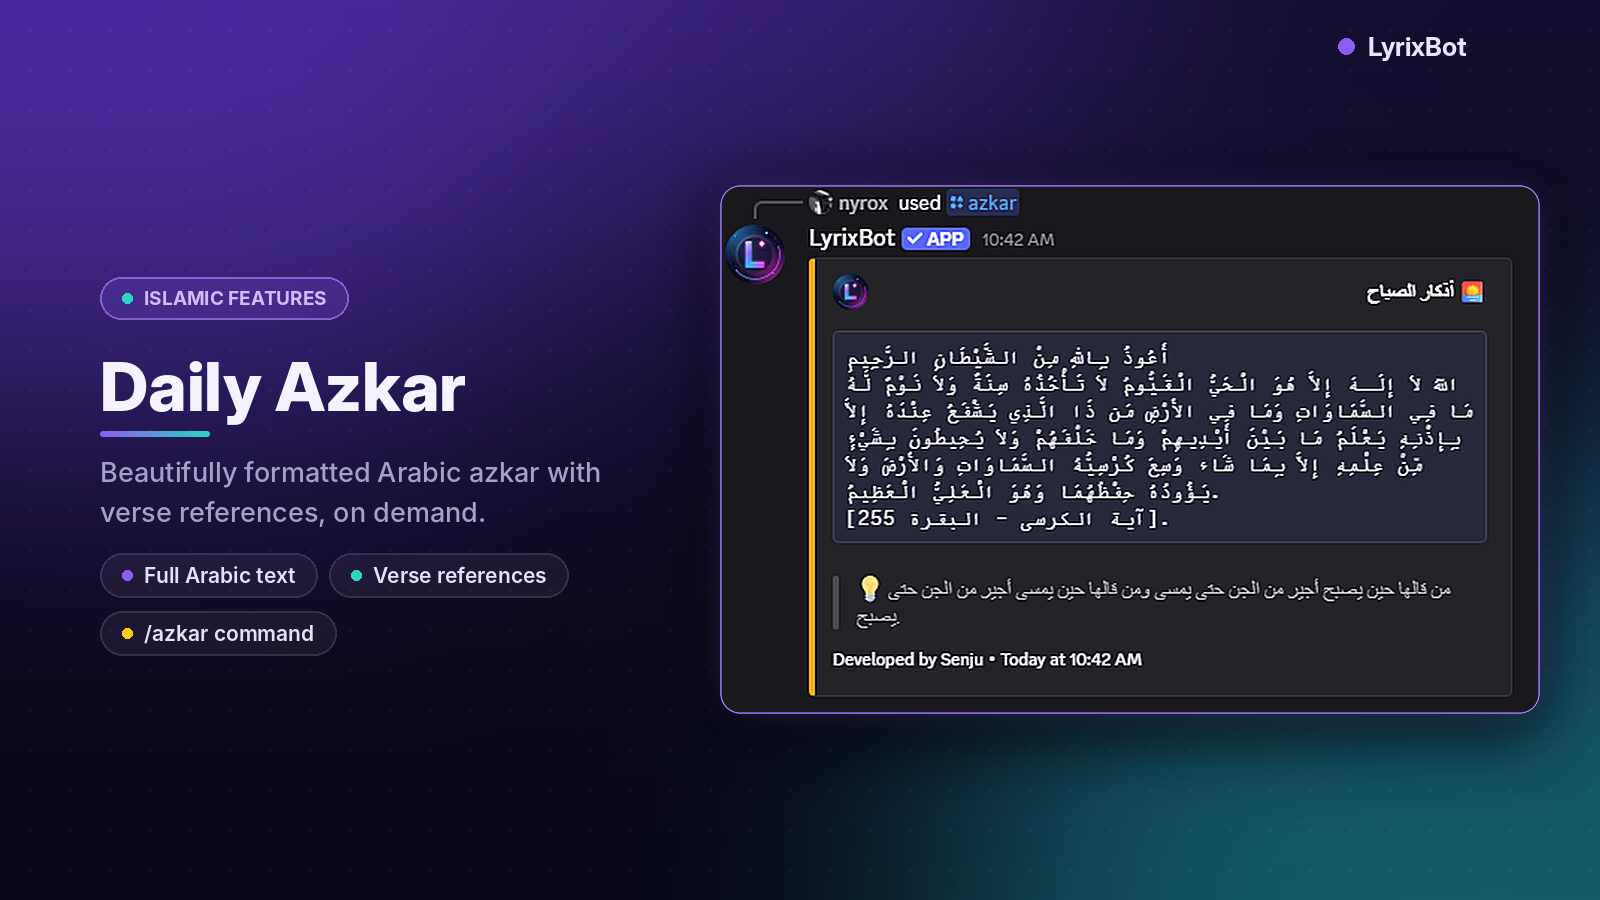 LyrixBot
ISLAMIC FEATURES
Daily Azkar
Beautifully formatted Arabic azkar with
verse references, on demand.
Full Arabic text
Verse references
/azkar command
nyrox used azkar
LyrixBot APP 10:42 AM
أذكار الصباح
أَعُوذُ بِاللهِ مِنْ الشَّيْطَانِ الرَّجِيمِ
اللهُ لاَ إِلَـهَ إِلاَّ هُوَ الْحَيُّ الْقَيُّومُ لاَ تَأْخُذُهُ سِنَةٌ وَلاَ نَوْمٌ لَّهُ
مَا فِي السَّمَاوَاتِ وَمَا فِي الأَرْضِ مَن ذَا الَّذِي يَشْفَعُ عِنْدَهُ إِلاَّ
بِإِذْنِهِ يَعْلَمُ مَا بَيْنَ أَيْدِيهِمْ وَمَا خَلْفَهُمْ وَلاَ يُحِيطُونَ بِشَيْءٍ
مِّنْ عِلْمِهِ إِلاَّ بِمَا شَاء وَسِعَ كُرْسِيُّهُ السَّمَاوَاتِ وَالأَرْضَ وَلاَ
يَؤُودُهُ حِفْظُهُمَا وَهُوَ الْعَلِيُّ الْعَظِيمُ.
[آية الكرسى - البقرة 255].
من قالها حين يصبح أجير من الجن حتى يمسى ومن قالها حين يمسى أجير من الجن حتى
يصبح.
Developed by Senju • Today at 10:42 AM